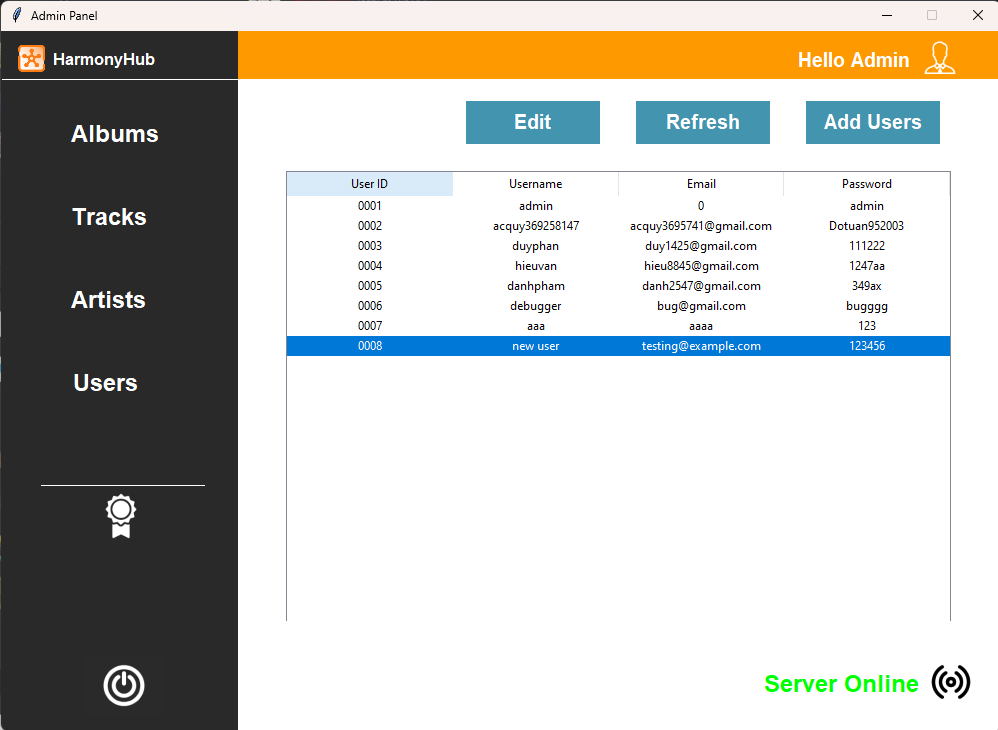 Admin Panel
HarmonyHub
Hello Admin
Albums
Tracks
Artists
Users
Edit Refresh Add Users
User ID Username Email Password
0001 admin 0 admin
0002 acquy369258147 acquy3695741@gmail.com Dotuan952003
0003 duyphan duy1425@gmail.com 111222
0004 hieuvan hieu8845@gmail.com 1247aa
0005 danhpham danh2547@gmail.com 349ax
0006 debugger bug@gmail.com bugggg
0007 aaa aaaa 123
0008 new user testing@example.com 123456
Server Online